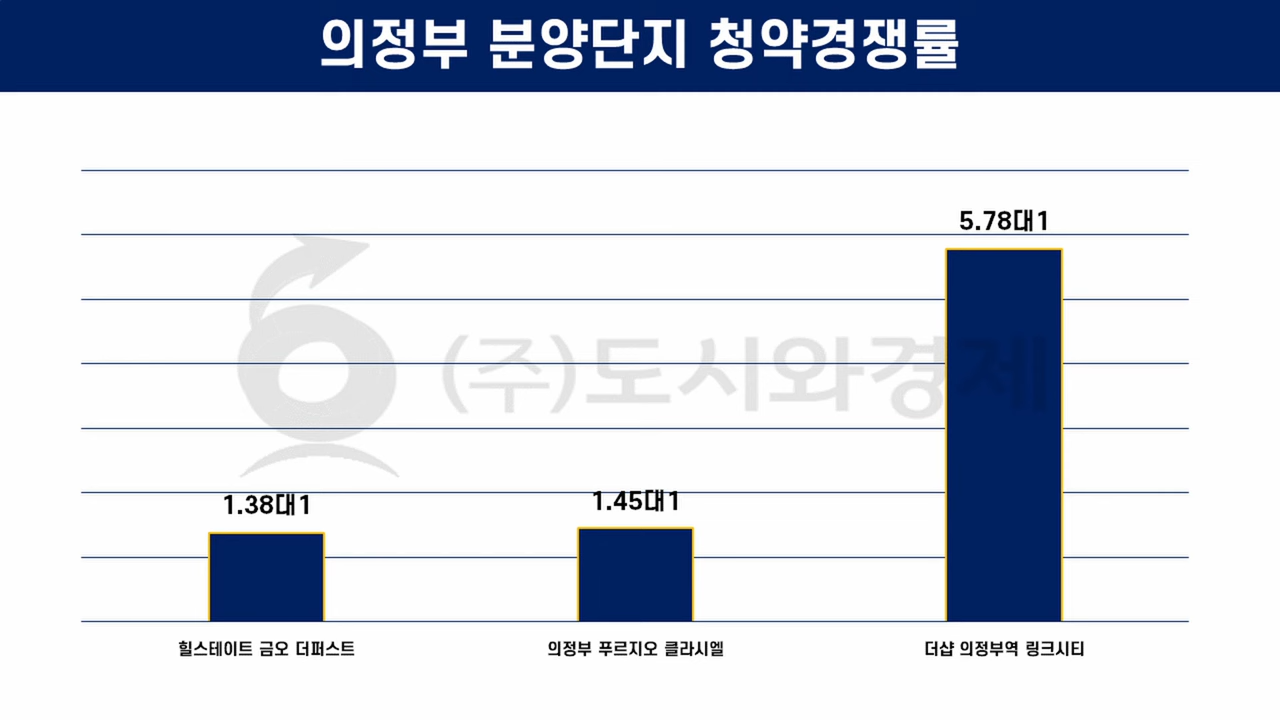 의정부 분양단지 청약경쟁률
5.78대1
(주)도시와경제
1.38대1
1.45대1
힐스테이트 금오 더퍼스트
의정부 푸르지오 클라시엘
더샵 의정부역 링크시티